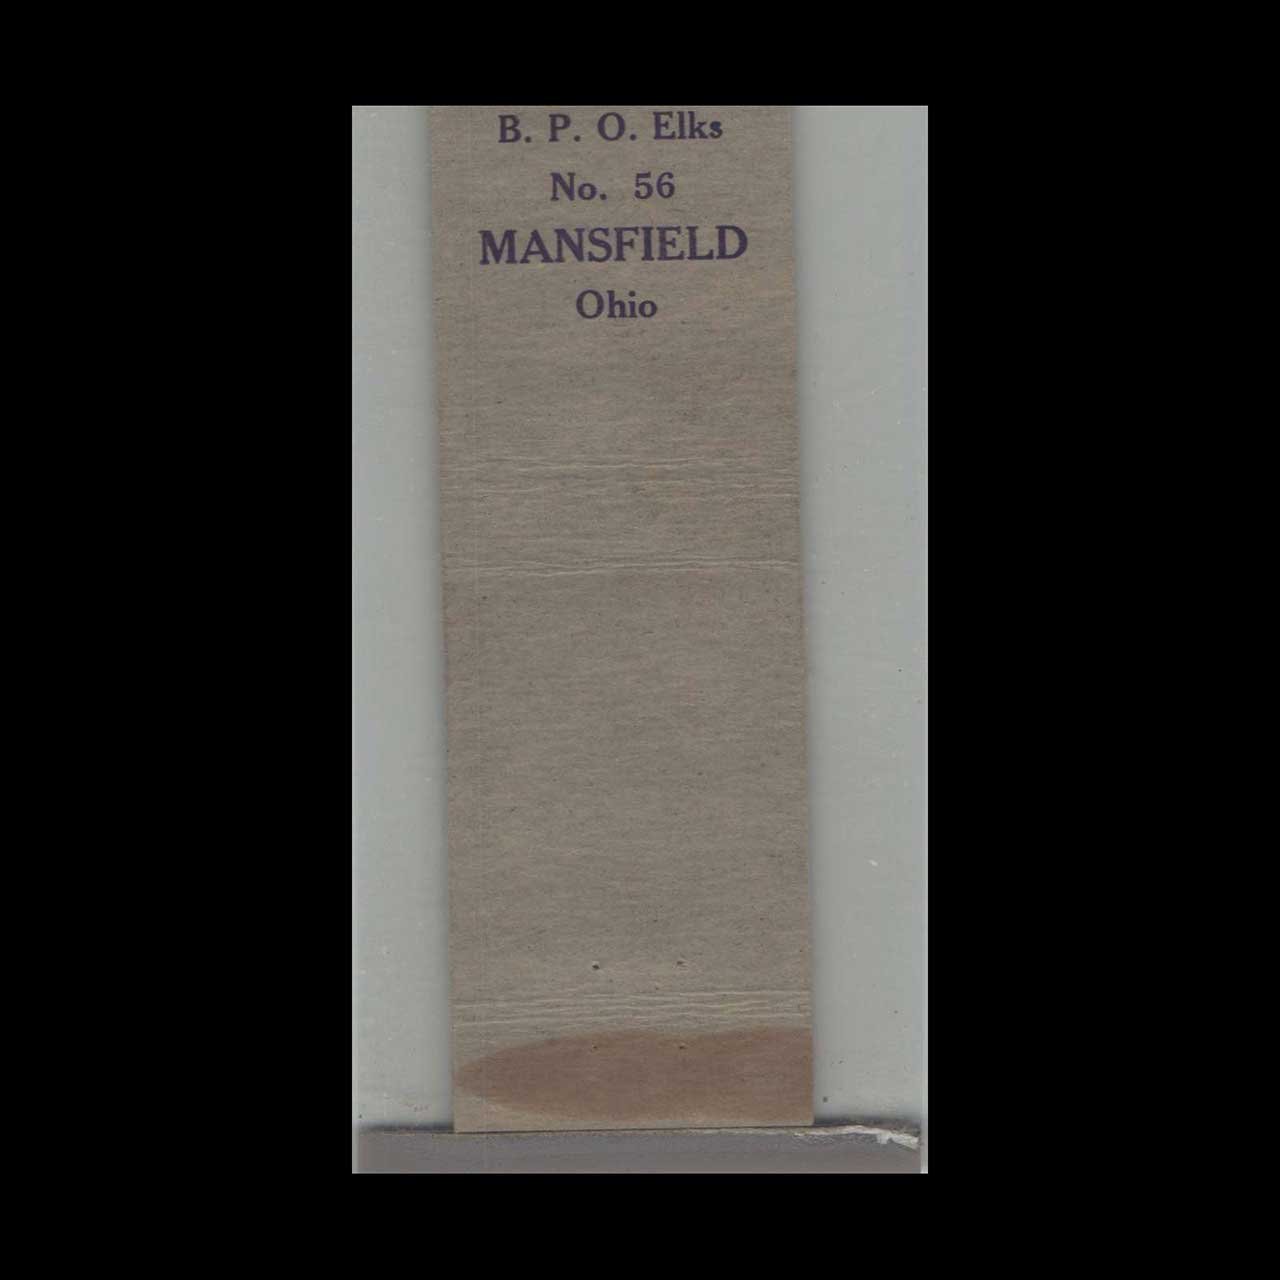 B. P. O. Elks
No. 56
MANSFIELD
Ohio